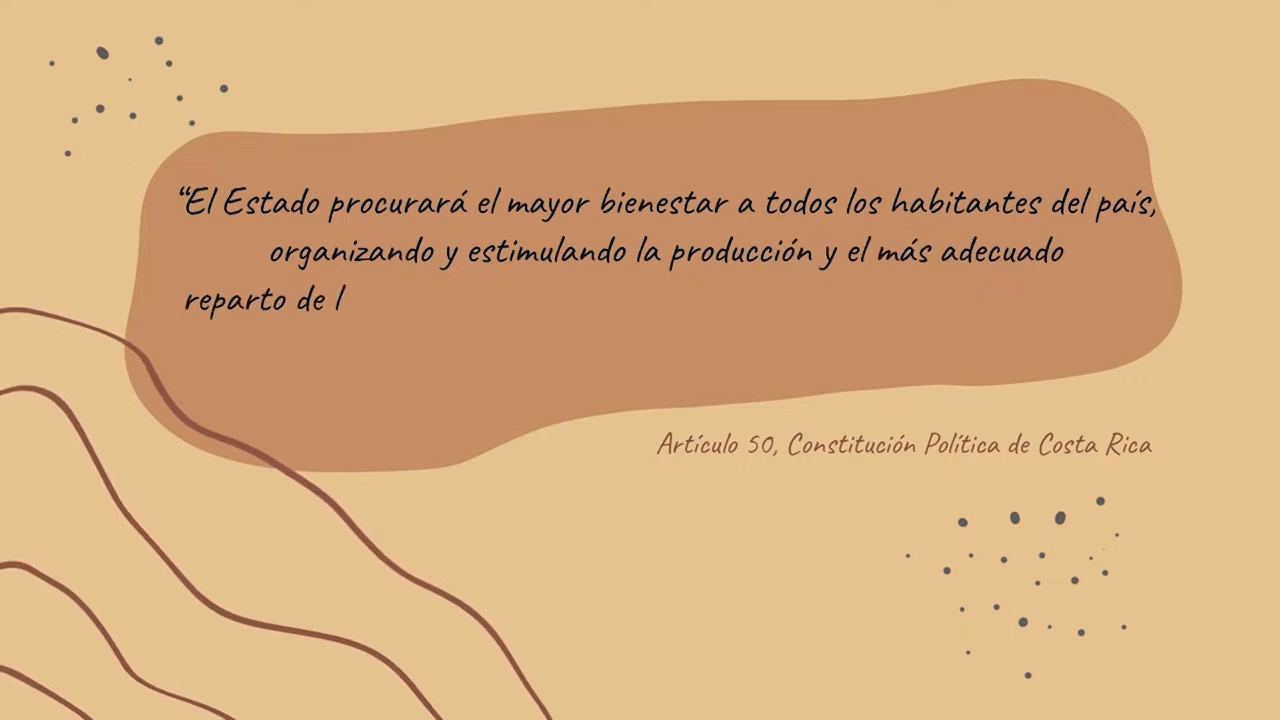 “El Estado procurará el mayor bienestar a todos los habitantes del país,
organizando y estimulando la producción y el más adecuado
reparto de l
Artículo 50, Constitución Política de Costa Rica